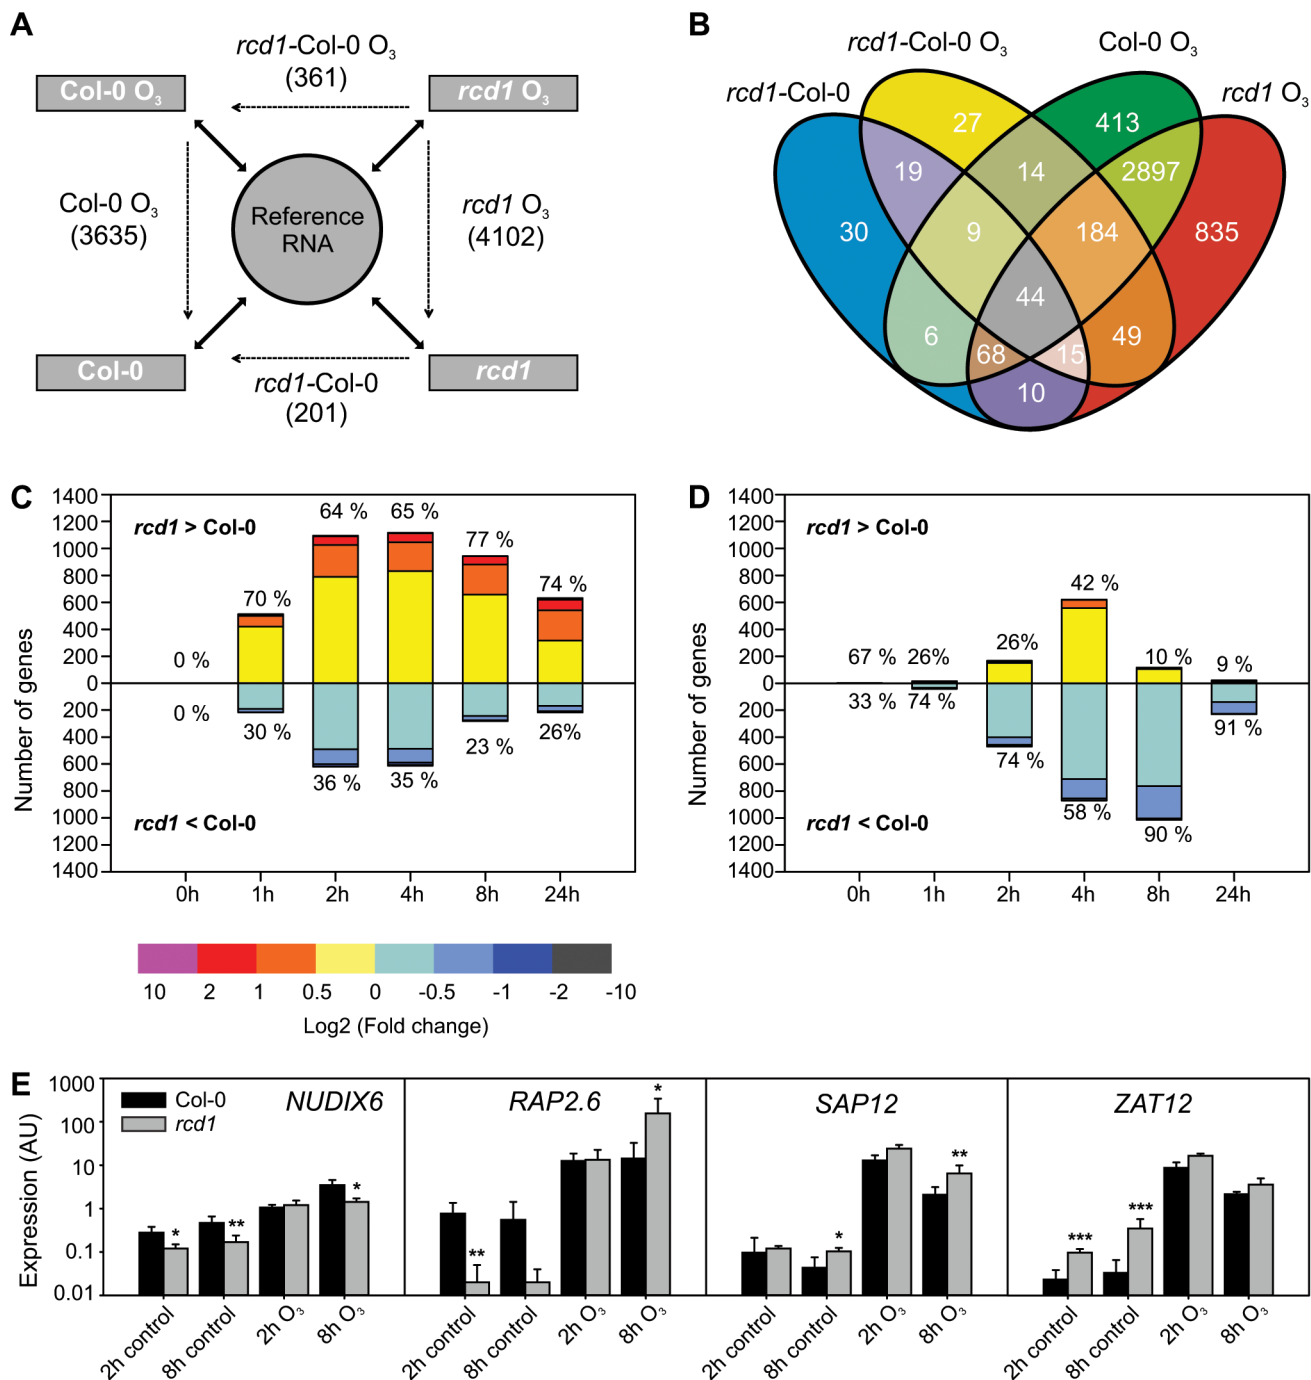 A
rcd1-Col-0 O3
(361)
Col-0 O3
rcd1 O3
Col-0 O3
(3635)
Reference
RNA
rcd1 O3
(4102)
Col-0
rcd1
rcd1-Col-0
(201)
B
rcd1-Col-0 O3
Col-0 O3
rcd1-Col-0
rcd1 O3
27
413
19
14
2897
30
9
184
835
44
6
68
15
49
10
C
Number of genes
1400
1200
1000
800
600
400
200
0
200
400
600
800
1000
1200
1400
rcd1 > Col-0
rcd1 < Col-0
0 %
70 %
64 %
65 %
77 %
74 %
0 %
30 %
36 %
35 %
23 %
26%
0h
1h
2h
4h
8h
24h
D
Number of genes
1400
1200
1000
800
600
400
200
0
200
400
600
800
1000
1200
1400
rcd1 > Col-0
rcd1 < Col-0
67 %
26%
26%
42 %
10 %
9 %
33 %
74 %
74 %
58 %
90 %
91 %
0h
1h
2h
4h
8h
24h
10
2
1
0.5
0
-0.5
-1
-2
-10
Log2 (Fold change)
E
Expression (AU)
1000
100
10
1
0.1
0.01
Col-0
rcd1
NUDIX6
RAP2.6
SAP12
ZAT12
*
**
*
**
*
*
**
***
***
2h control
8h control
2h O3
8h O3
2h control
8h control
2h O3
8h O3
2h control
8h control
2h O3
8h O3
2h control
8h control
2h O3
8h O3